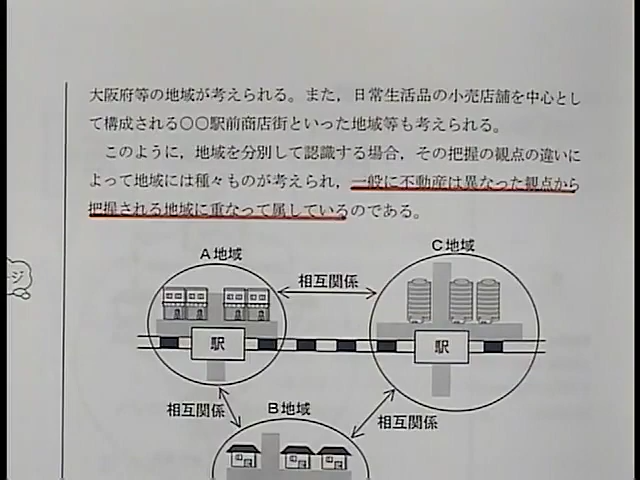 大阪府等の地域が考えられる。また，日常生活品の小売店舗を中心とし
て構成される〇〇駅前商店街といった地域等も考えられる。
このように，地域を分別して認識する場合，その把握の観点の違いに
よって地域には種々ものが考えられ，一般に不動産は異なった観点から
把握される地域に重なって属しているのである。
A地域
C地域
相互関係
ジ
駅
駅
相互関係
B地域
相互関係